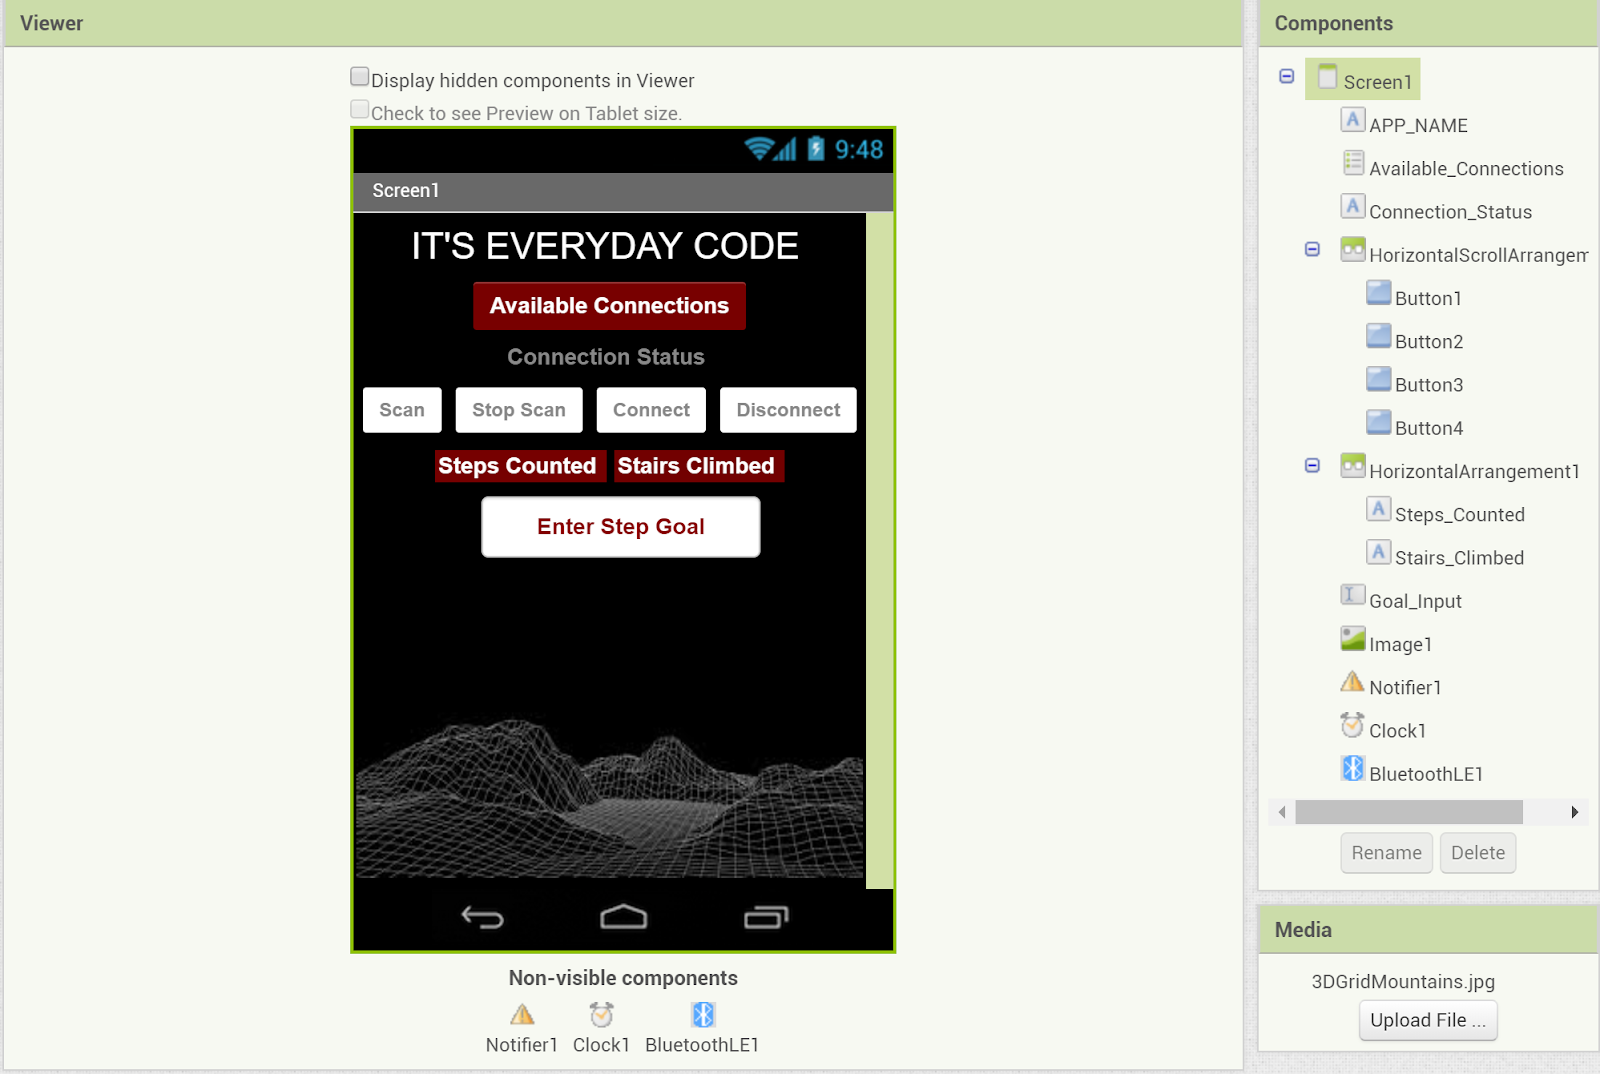 Viewer
Display hidden components in Viewer
Check to see Preview on Tablet size.
9:48
Screen1
IT'S EVERYDAY CODE
Available Connections
Connection Status
Scan Stop Scan Connect Disconnect
Steps Counted Stairs Climbed
Enter Step Goal
Non-visible components
Notifier1 Clock1 BluetoothLE1
Components
Screen1
APP_NAME
Available_Connections
Connection_Status
HorizontalScrollArrangem
Button1
Button2
Button3
Button4
HorizontalArrangement1
Steps_Counted
Stairs_Climbed
Goal_Input
Image1
Notifier1
Clock1
BluetoothLE1
Rename Delete
Media
3DGridMountains.jpg
Upload File ...